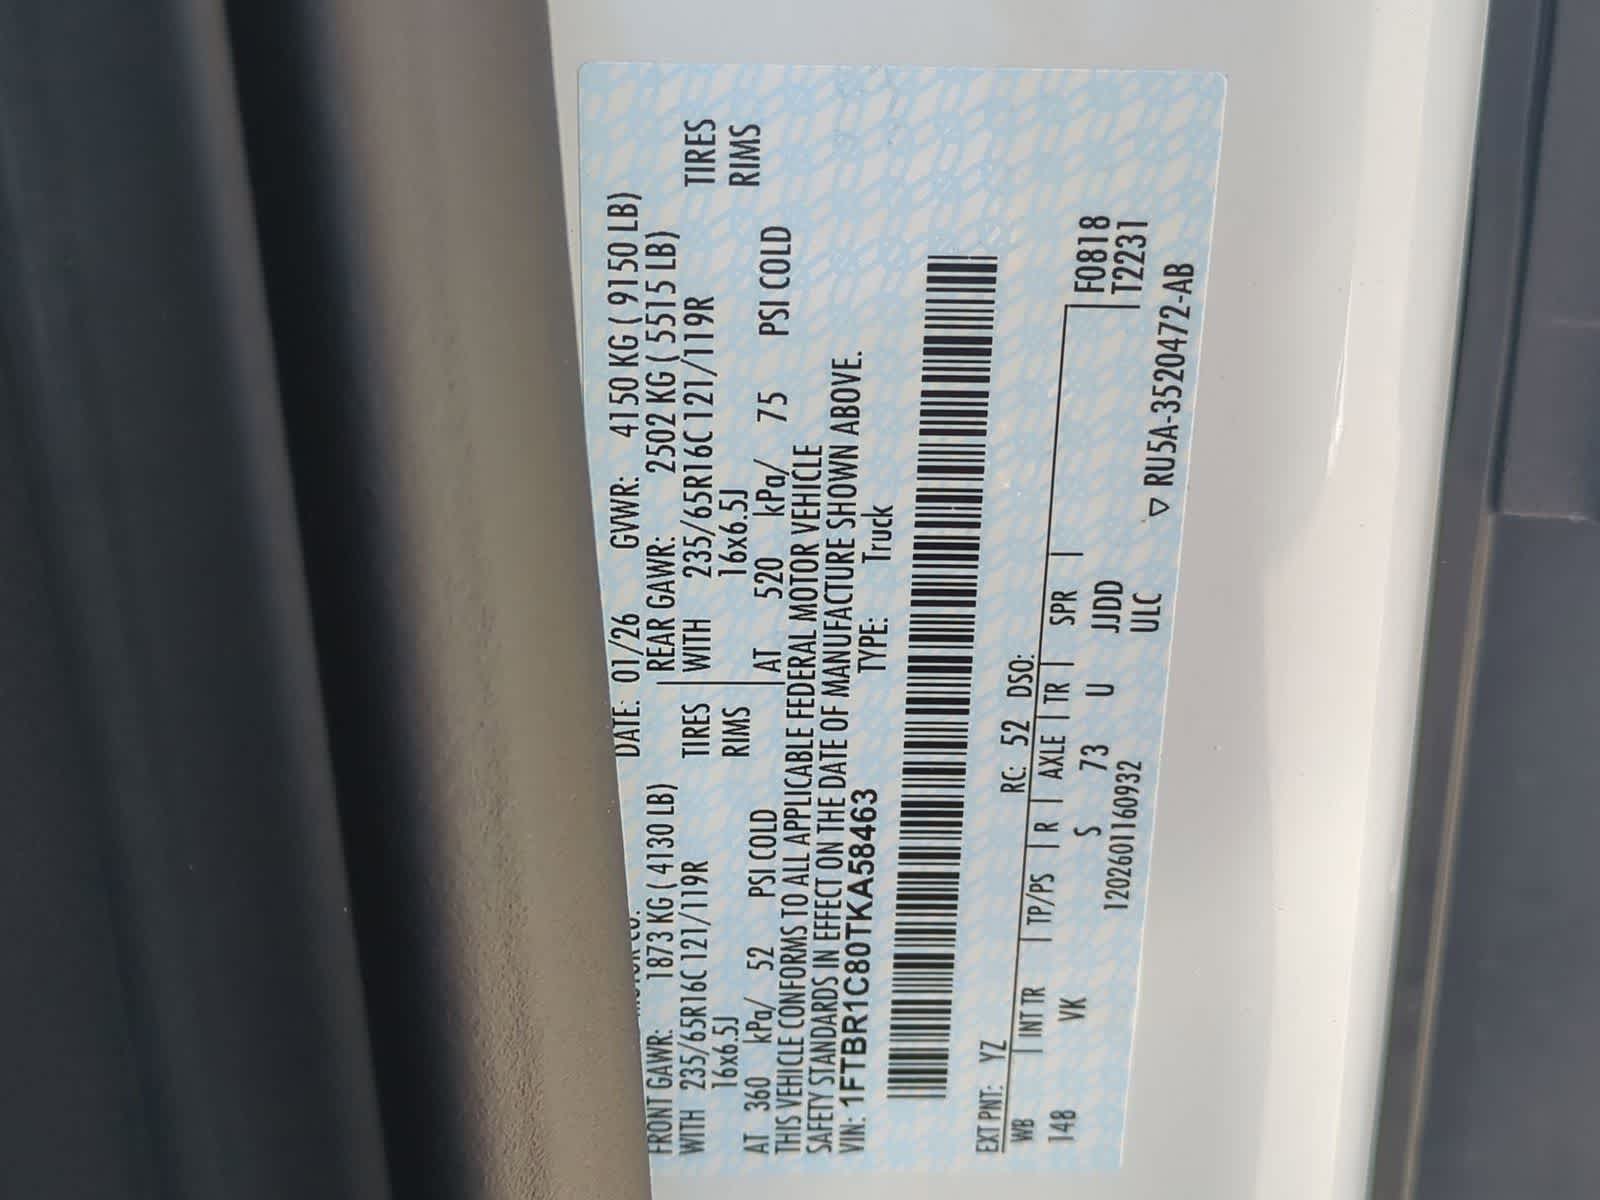 DATE: 01/26 GVWR: 4150 KG ( 9150 LB)
FRONT GAWR: 1873 KG ( 4130 LB) REAR GAWR: 2502 KG ( 5515 LB)
WITH 235/65R16C 121/119R TIRES WITH 235/65R16C 121/119R TIRES
16x6.5J RIMS 16x6.5J RIMS
AT 360 kPa/ 52 PSI COLD AT 520 kPa/ 75 PSI COLD
THIS VEHICLE CONFORMS TO ALL APPLICABLE FEDERAL MOTOR VEHICLE
SAFETY STANDARDS IN EFFECT ON THE DATE OF MANUFACTURE SHOWN ABOVE.
VIN: 1FTBR1C80TKA58463 TYPE: Truck
EXT PNT: YZ RC: 52 DSO:
WB INT TR TP/PS R AXLE TR SPR F0818
148 VK S 73 U JJDD T2231
1202601160932 ULC
▽ RU5A-3520472-AB